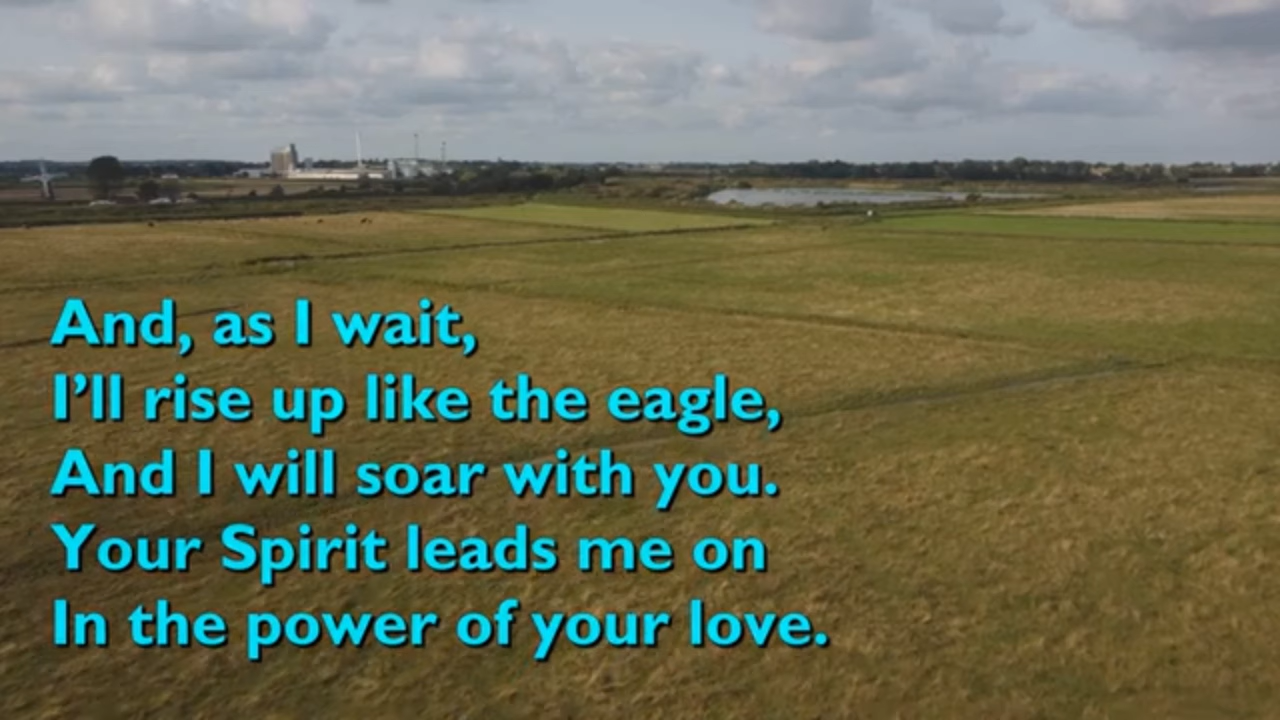 And, as I wait,
I'll rise up like the eagle,
And I will soar with you.
Your Spirit leads me on
In the power of your love.